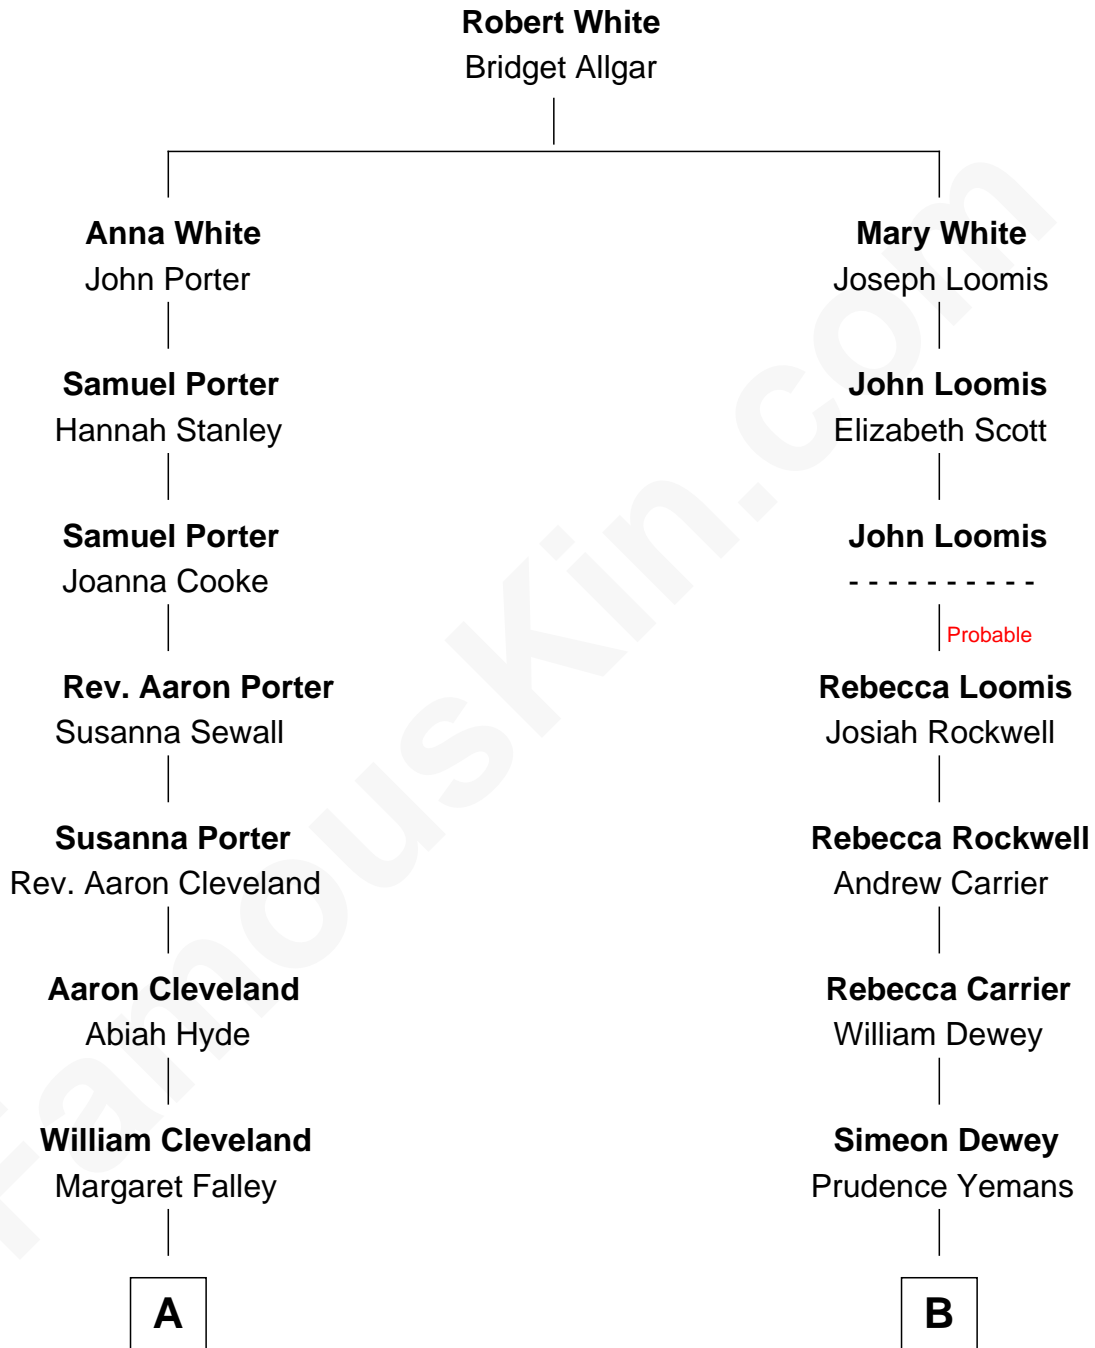 Robert White
Bridget Allgar
Anna White
John Porter
Mary White
Joseph Loomis
Samuel Porter
Hannah Stanley
John Loomis
Elizabeth Scott
Samuel Porter
Joanna Cooke
John Loomis
- - - - - - - - - -
Probable
Rev. Aaron Porter
Susanna Sewall
Rebecca Loomis
Josiah Rockwell
Susanna Porter
Rev. Aaron Cleveland
Rebecca Rockwell
Andrew Carrier
Aaron Cleveland
Abiah Hyde
Rebecca Carrier
William Dewey
William Cleveland
Margaret Falley
Simeon Dewey
Prudence Yemans
A
B
FamousKin.com